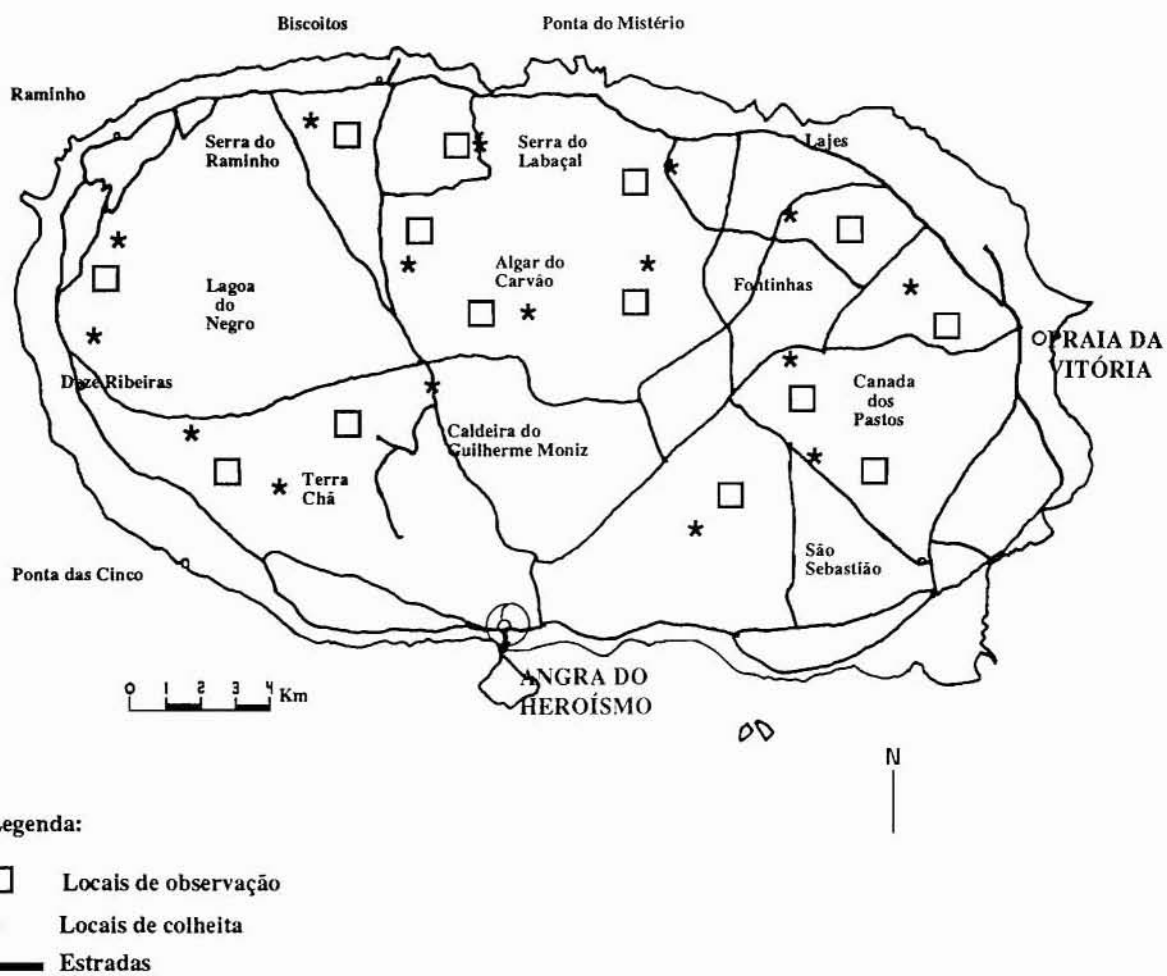 Biscoitos
Ponta do Mistério
Raminho
Serra do
Raminho
Serra do
Labaçal
Lajes
Lagoa
do
Negro
Algar do
Carvão
Fontinhas
PRAIA DA
VITÓRIA
Doze Ribeiras
Canada
dos
Pastos
Caldeira do
Guilherme Moniz
Terra
Chã
São
Sebastião
Ponta das Cinco
ANGRA DO
HEROÍSMO
0 1 2 3 4 Km
N
Legenda:
Locais de observação
Locais de colheita
Estradas